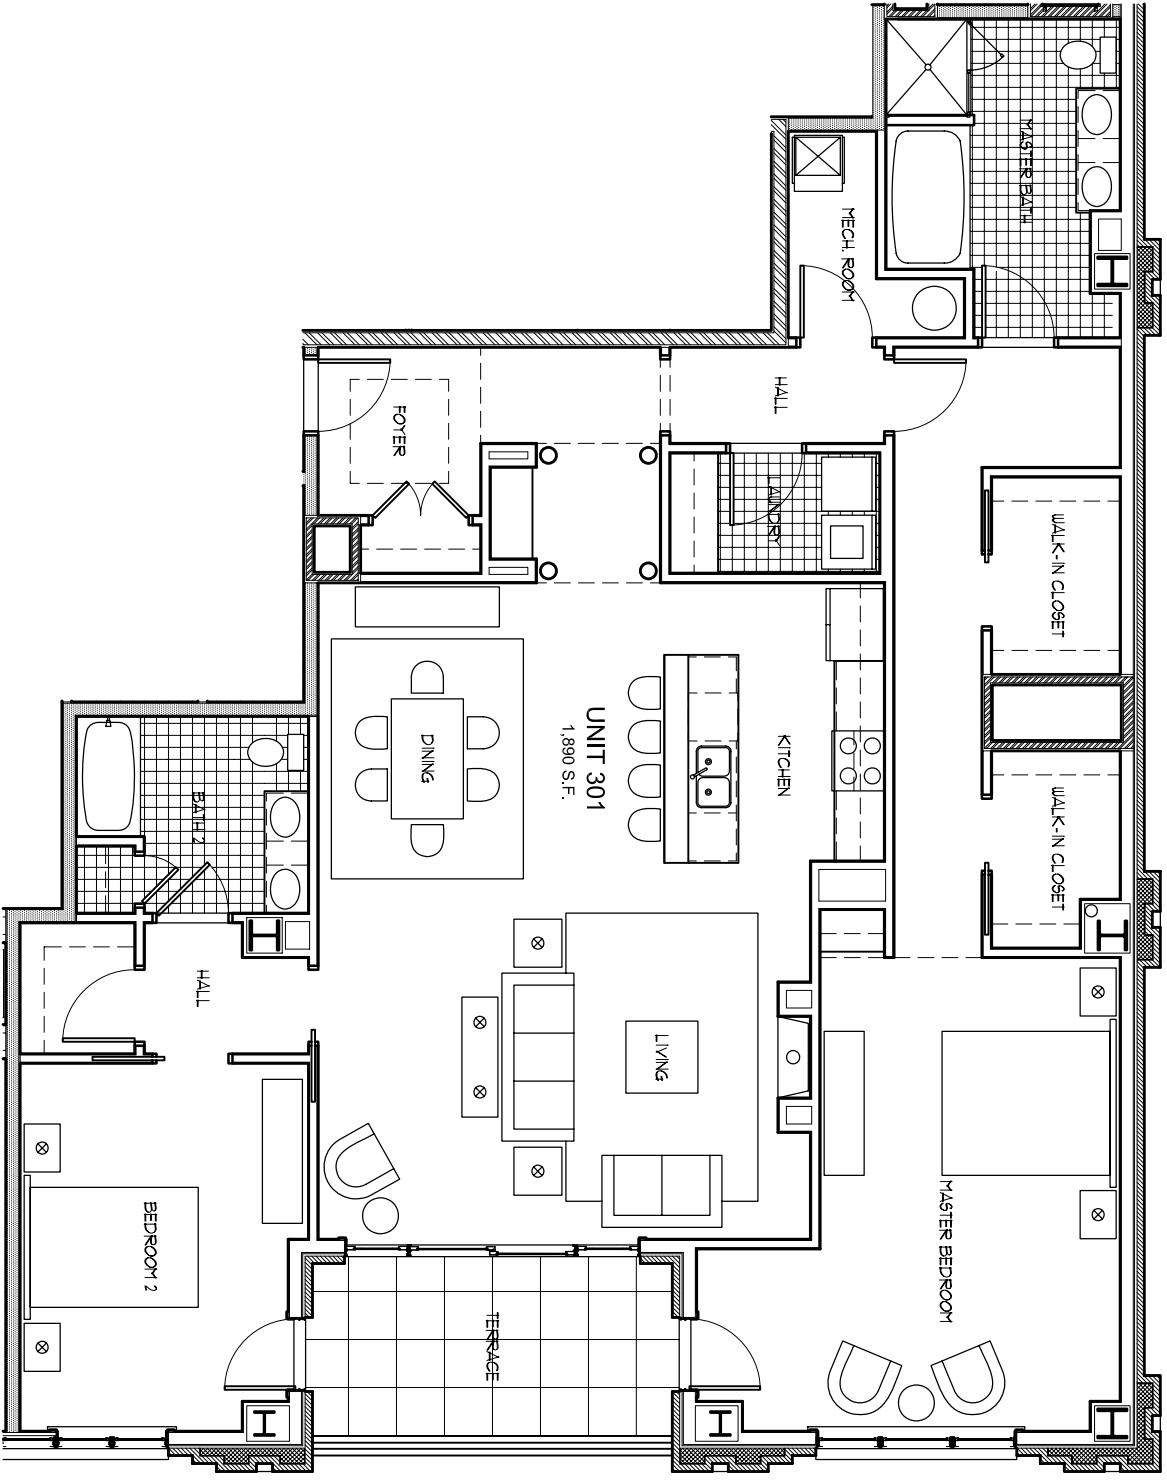 MASTER BATH
MECH. ROOM
HALL
FOYER
LAUNDRY
WALK-IN CLOSET
UNIT 301
1,890 S.F.
KITCHEN
DINING
WALK-IN CLOSET
BATH 2
HALL
LIVING
MASTER BEDROOM
BEDROOM 2
TERRACE